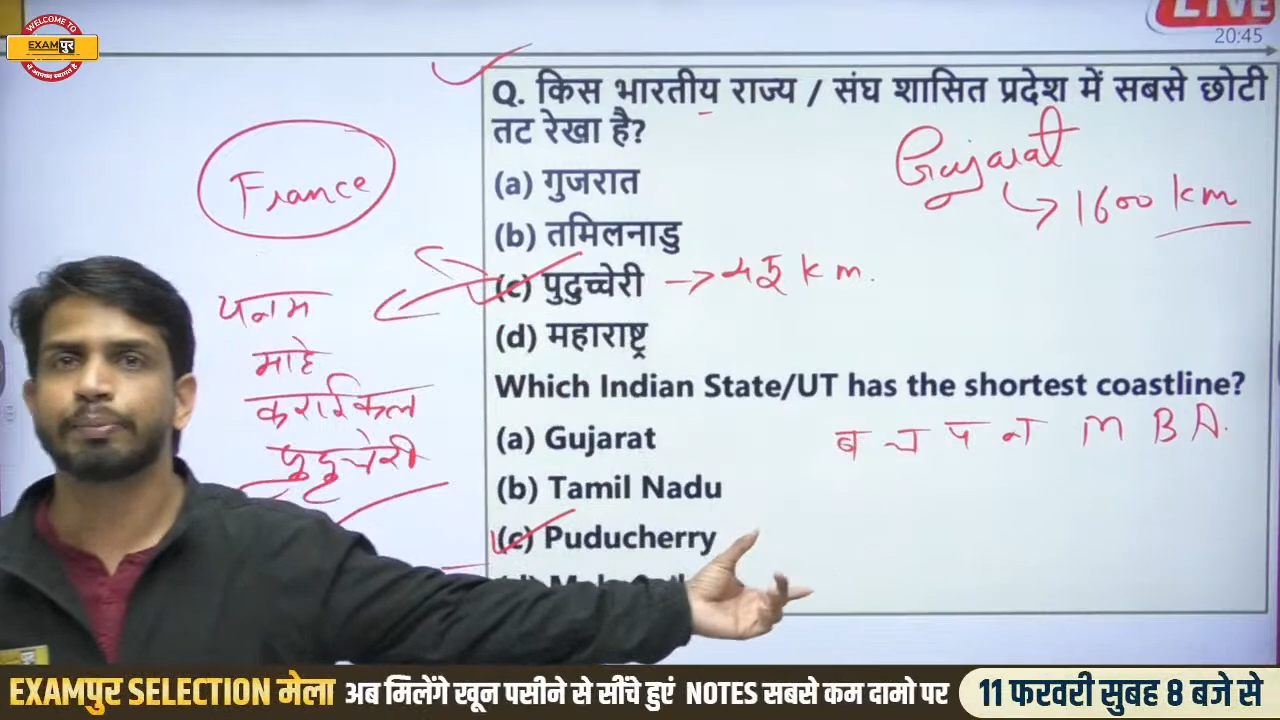 WELCOME TO
EXAMपुर
में आपका स्वागत है
LIVE
20:45
Q. किस भारतीय राज्य / संघ शासित प्रदेश में सबसे छोटी
तट रेखा है?
(a) गुजरात
(b) तमिलनाडु
(c) पुदुच्चेरी → 45 km.
(d) महाराष्ट्र
Gujarat
→ 1600 km
France
यनम
माहे
कराईकल
पुदुचेरी
Which Indian State/UT has the shortest coastline?
(a) Gujarat
ब च प न M B A.
(b) Tamil Nadu
(c) Puducherry
EXAMपुर SELECTION मेला अब मिलेंगे खून पसीने से सींचे हुएं NOTES सबसे कम दामो पर 11 फरवरी सुबह 8 बजे से